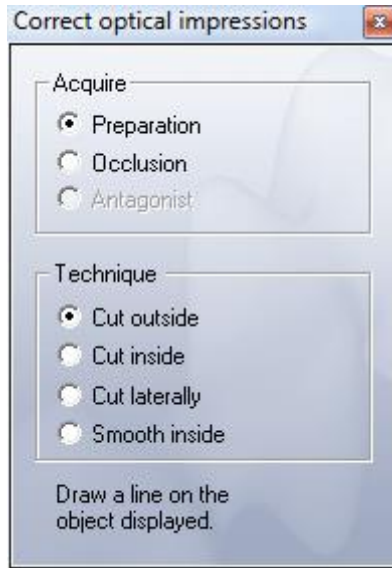 Correct optical impressions
Acquire
Preparation
Occlusion
Antagonist
Technique
Cut outside
Cut inside
Cut laterally
Smooth inside
Draw a line on the
object displayed.